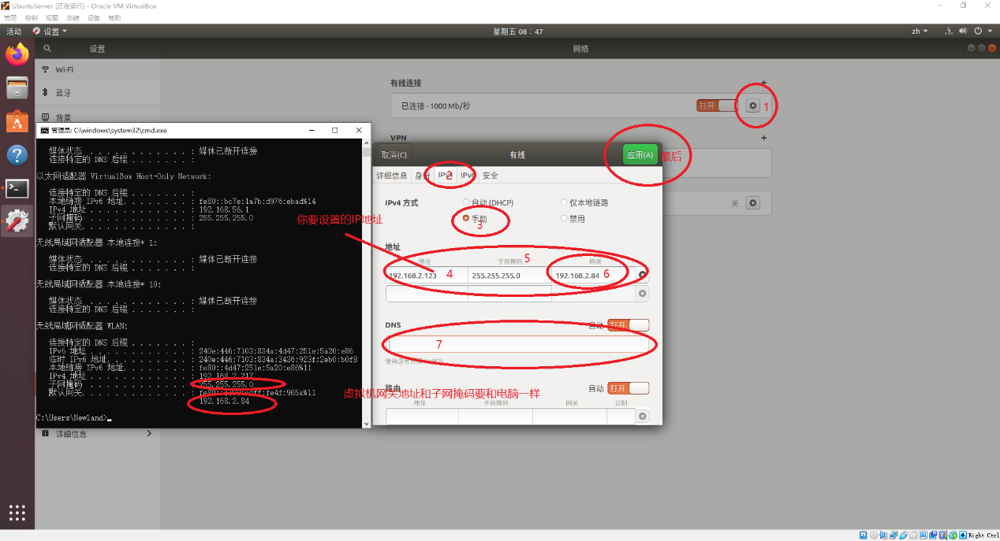 UbuntuServer [正在运行] - Oracle VM VirtualBox
管理 控制 视图 热键 设备 帮助
活动 设置 星期五 08：47 zh
设置 网络
Wi-Fi
蓝牙
背景
详细信息
有线连接 +
已连接 - 1000 Mb/秒 打开 1
VPN +
关
管理员: C:\windows\system32\cmd.exe
媒体状态 . . . . . . . . . . . . : 媒体已断开连接
连接特定的 DNS 后缀 . . . . . . . :
以太网适配器 VirtualBox Host-Only Network:
连接特定的 DNS 后缀 . . . . . . . :
本地链接 IPv6 地址. . . . . . . . : fe80::bc7e:1a7b:d976:ebad%14
IPv4 地址 . . . . . . . . . . . . : 192.168.56.1
子网掩码 . . . . . . . . . . . . : 255.255.255.0
默认网关. . . . . . . . . . . . . :
无线局域网适配器 本地连接* 1:
媒体状态 . . . . . . . . . . . . : 媒体已断开连接
连接特定的 DNS 后缀 . . . . . . . :
无线局域网适配器 本地连接* 10:
媒体状态 . . . . . . . . . . . . : 媒体已断开连接
连接特定的 DNS 后缀 . . . . . . . :
无线局域网适配器 WLAN:
连接特定的 DNS 后缀 . . . . . . . :
IPv6 地址 . . . . . . . . . . . . : 240e:446:7103:834a:4d47:251e:5a20:e86
临时 IPv6 地址. . . . . . . . . . : 240e:446:7103:834a:3436:923f:2eb0:b0f8
本地链接 IPv6 地址. . . . . . . . : fe80::4d47:251e:5a20:e86%11
IPv4 地址 . . . . . . . . . . . . : 192.168.2.217
子网掩码 . . . . . . . . . . . . : 255.255.255.0
默认网关. . . . . . . . . . . . . :
192.168.2.84
C:\Users\Newland>
取消(C) 有线 应用(A) 最后
详细信息 身份 IPv4 IPv6 安全
2
IPv4 方式 自动 (DHCP) 仅本地链路
手动 禁用
3
你要设置的IP地址
地址
地址 子网掩码 5 网关
192.168.2.123 4 255.255.255.0 192.168.2.84 6
DNS 自动 打开
7
虚拟机网关地址和子网掩码要和电脑一样
路由 自动 打开
地址 子网掩码 网关 公制
Right Ctrl